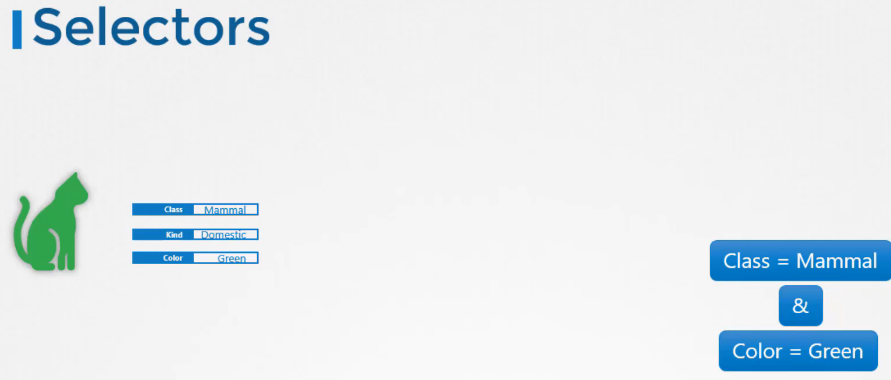 Selectors
Class Mammal
Kind Domestic
Color Green
Class = Mammal
&
Color = Green